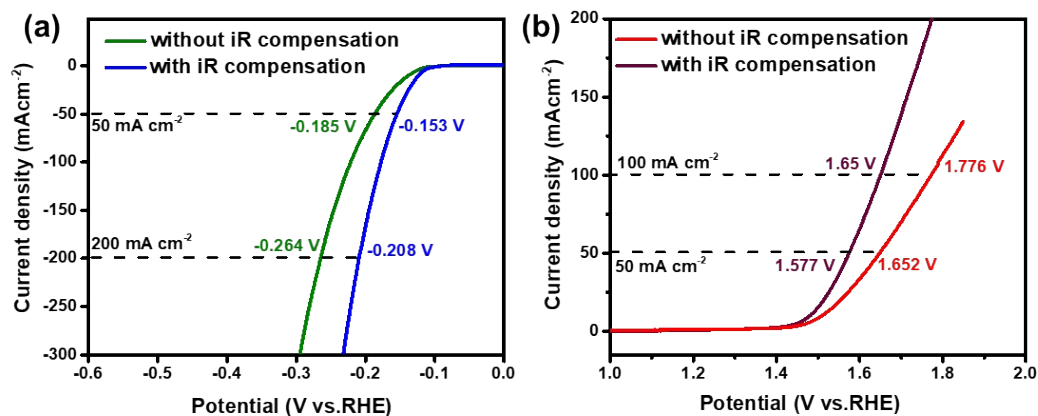 (a)
without iR compensation
with iR compensation
Current density (mAcm⁻²)
0
-50
-100
-150
-200
-250
-300
50 mA cm⁻²
-0.185 V
-0.153 V
200 mA cm⁻²
-0.264 V
-0.208 V
-0.6
-0.5
-0.4
-0.3
-0.2
-0.1
0.0
Potential (V vs.RHE)
(b)
without iR compensation
with iR compensation
Current density (mAcm⁻²)
200
150
100
50
0
100 mA cm⁻²
1.65 V
1.776 V
50 mA cm⁻²
1.577 V
1.652 V
1.0
1.2
1.4
1.6
1.8
2.0
Potential (V vs.RHE)